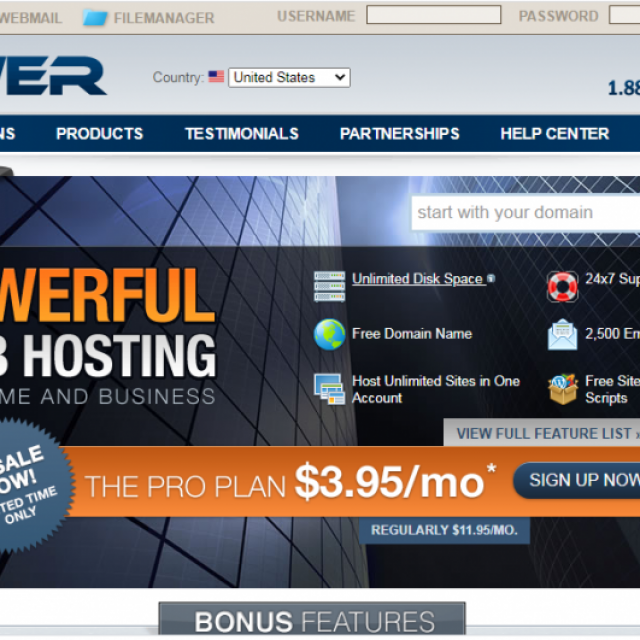 WEBMAIL FILEMANAGER USERNAME PASSWORD
WER
Country: United States
1.88
NS PRODUCTS TESTIMONIALS PARTNERSHIPS HELP CENTER
start with your domain
WERFUL
B HOSTING
ME AND BUSINESS
Unlimited Disk Space
24x7 Sup
Free Domain Name
2,500 Em
Host Unlimited Sites in One
Account
Free Site
Scripts
VIEW FULL FEATURE LIST »
SALE
OW!
TED TIME
ONLY
THE PRO PLAN $3.95/mo*
SIGN UP NOW
REGULARLY $11.95/MO.
BONUS FEATURES